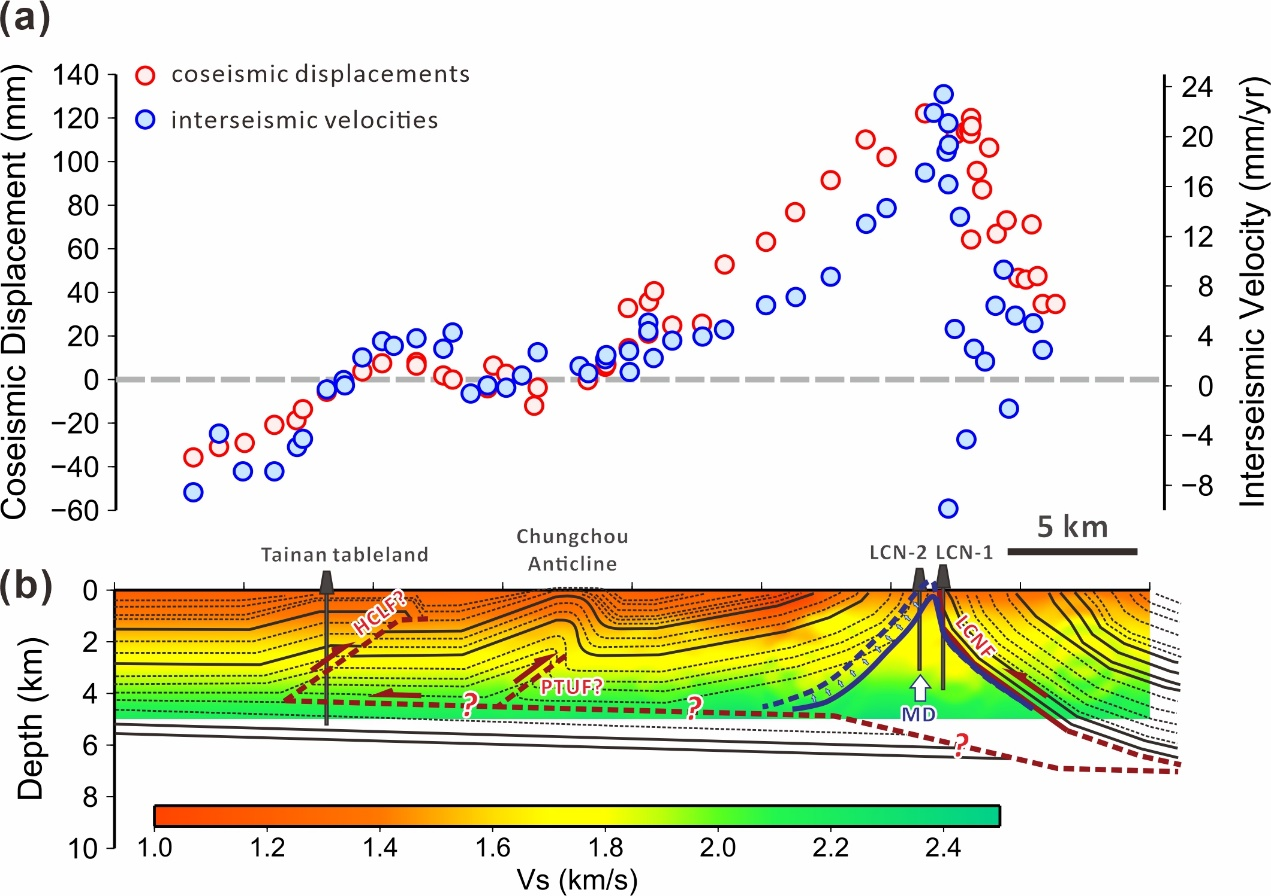 (a)
coseismic displacements
interseismic velocities
Coseismic Displacement (mm)
140
120
100
80
60
40
20
0
−20
−40
−60
24
20
16
12
8
4
0
−4
−8
Interseismic Velocity (mm/yr)
5 km
Tainan tableland
Chungchou
Anticline
LCN-2 LCN-1
(b)
Depth (km)
0
2
4
6
8
10
HCLF?
PTUF?
?
?
?
LCNF
MD
1.0 1.2 1.4 1.6 1.8 2.0 2.2 2.4
Vs (km/s)